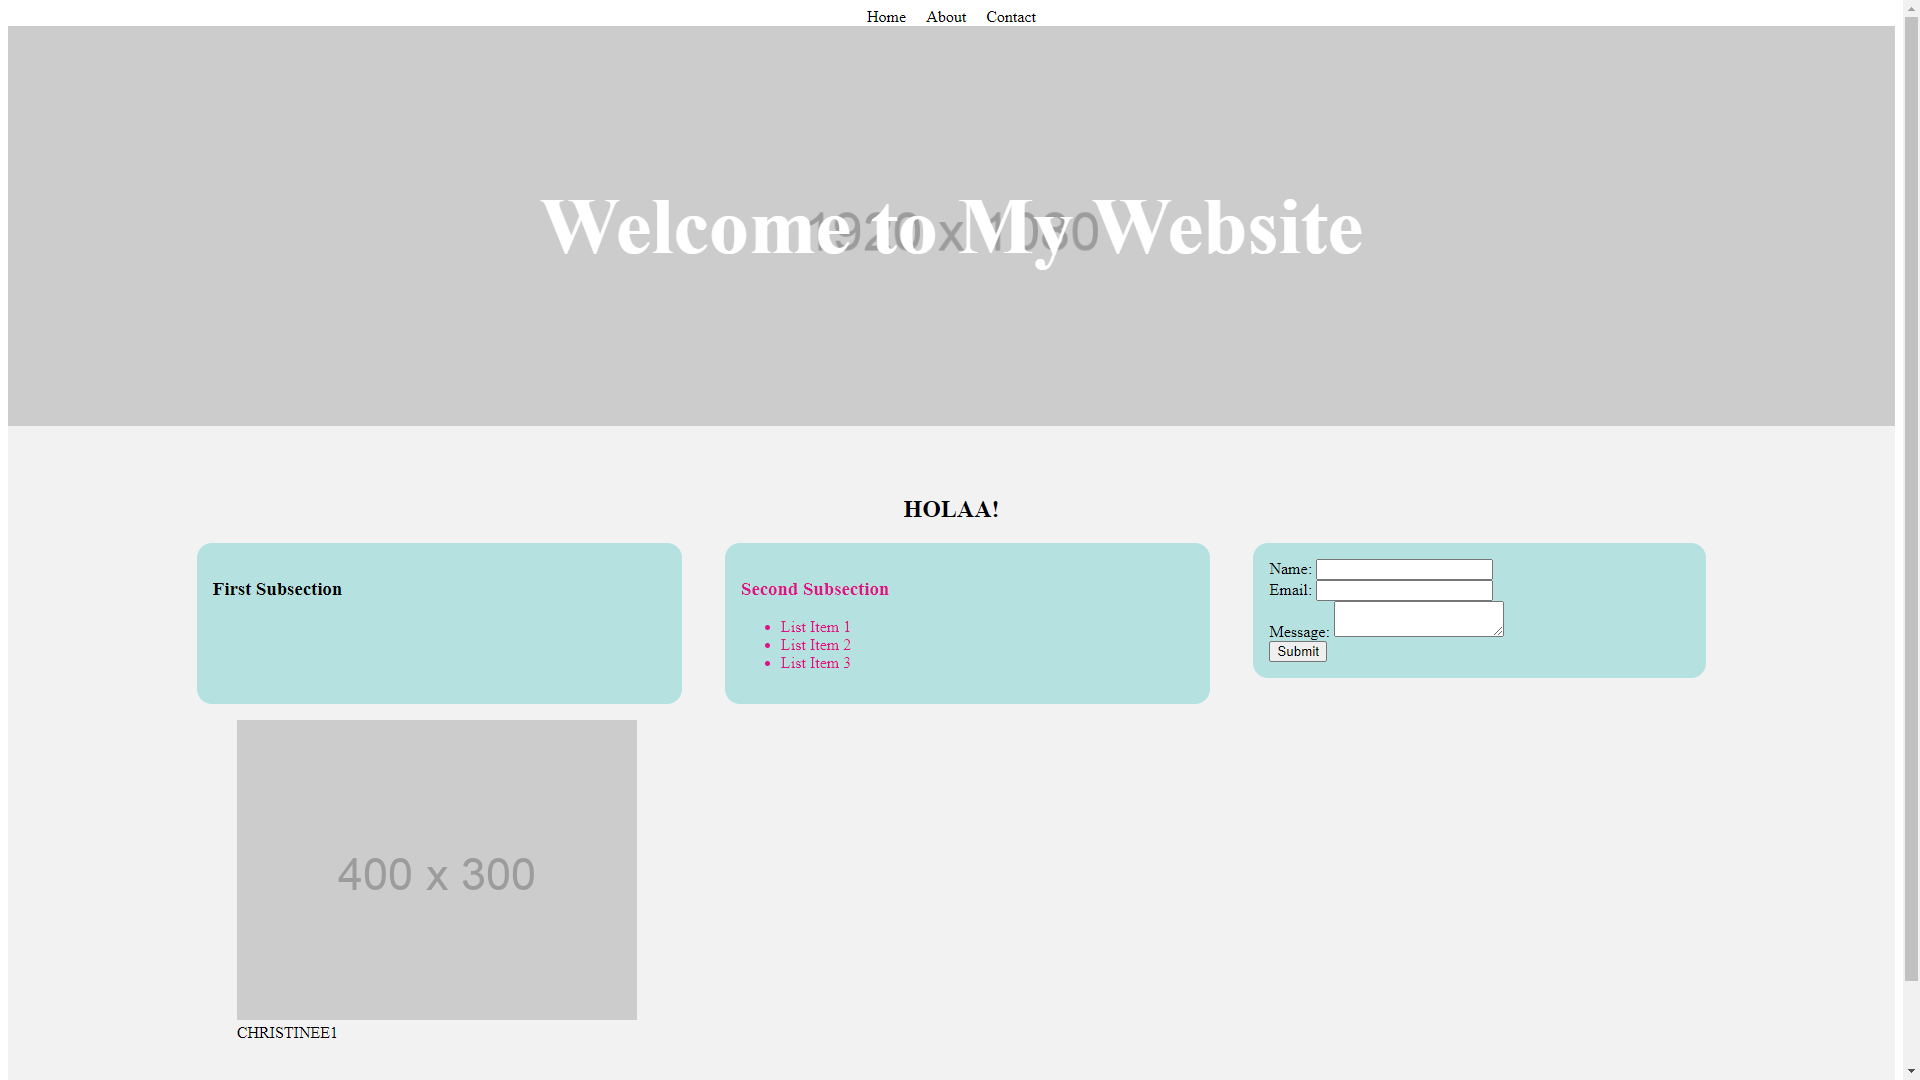 Home About Contact
1920 x 1080
Welcome to My Website
HOLAA!
First Subsection
Second Subsection
List Item 1
List Item 2
List Item 3
Name:
Email:
Message:
Submit
400 x 300
CHRISTINEE1